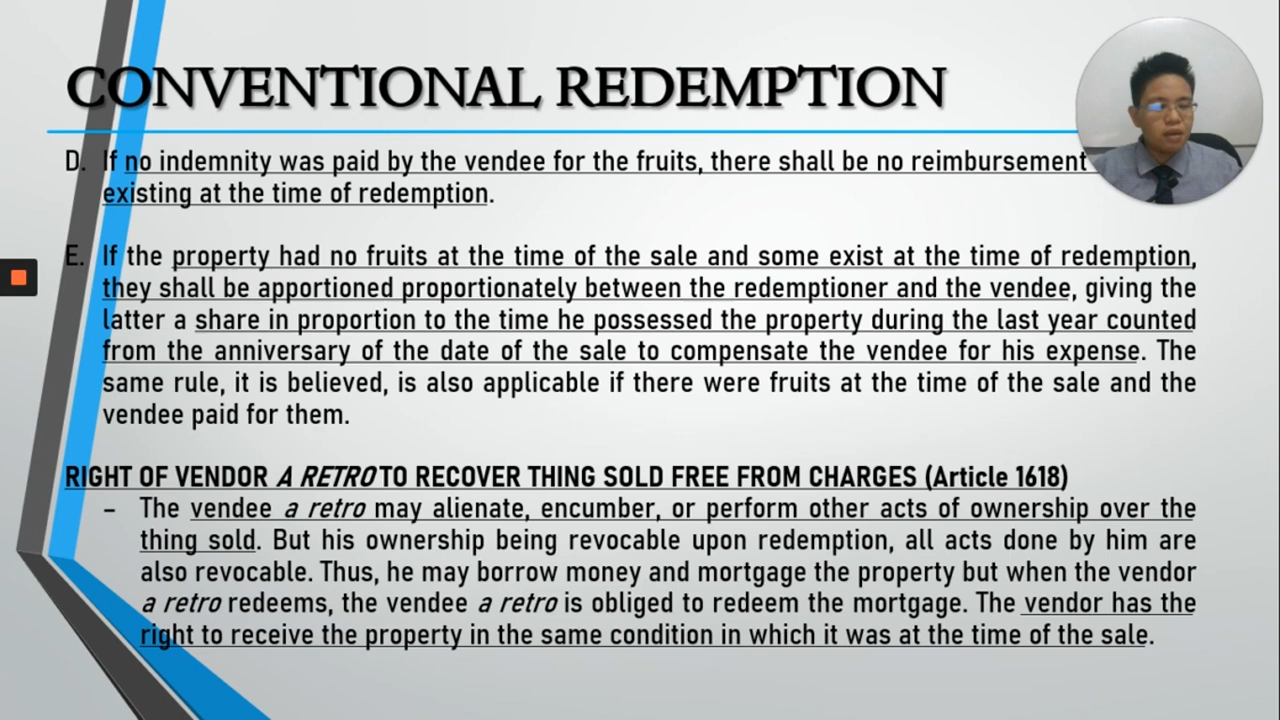 CONVENTIONAL REDEMPTION
D. If no indemnity was paid by the vendee for the fruits, there shall be no reimbursement
existing at the time of redemption.
E. If the property had no fruits at the time of the sale and some exist at the time of redemption,
they shall be apportioned proportionately between the redemptioner and the vendee, giving the
latter a share in proportion to the time he possessed the property during the last year counted
from the anniversary of the date of the sale to compensate the vendee for his expense. The
same rule, it is believed, is also applicable if there were fruits at the time of the sale and the
vendee paid for them.
RIGHT OF VENDOR A RETRO TO RECOVER THING SOLD FREE FROM CHARGES (Article 1618)
– The vendee a retro may alienate, encumber, or perform other acts of ownership over the
thing sold. But his ownership being revocable upon redemption, all acts done by him are
also revocable. Thus, he may borrow money and mortgage the property but when the vendor
a retro redeems, the vendee a retro is obliged to redeem the mortgage. The vendor has the
right to receive the property in the same condition in which it was at the time of the sale.